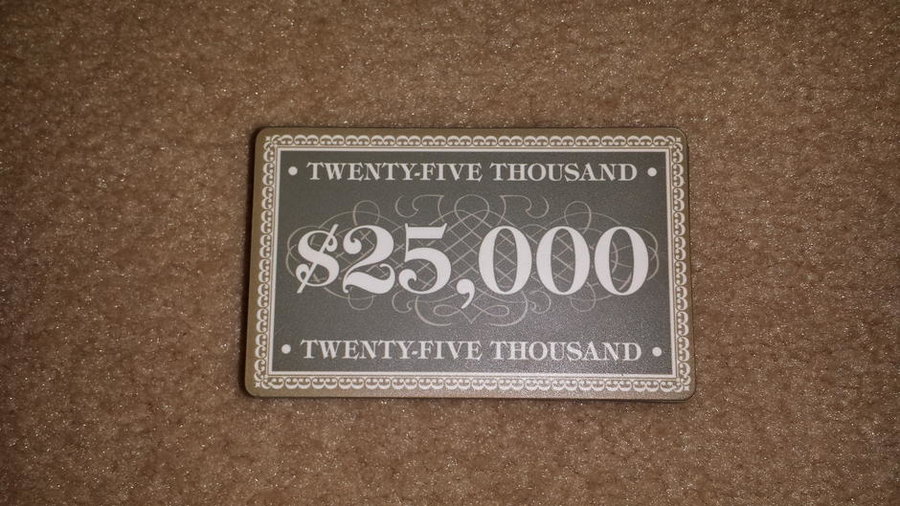 • TWENTY-FIVE THOUSAND •
$25,000
• TWENTY-FIVE THOUSAND •